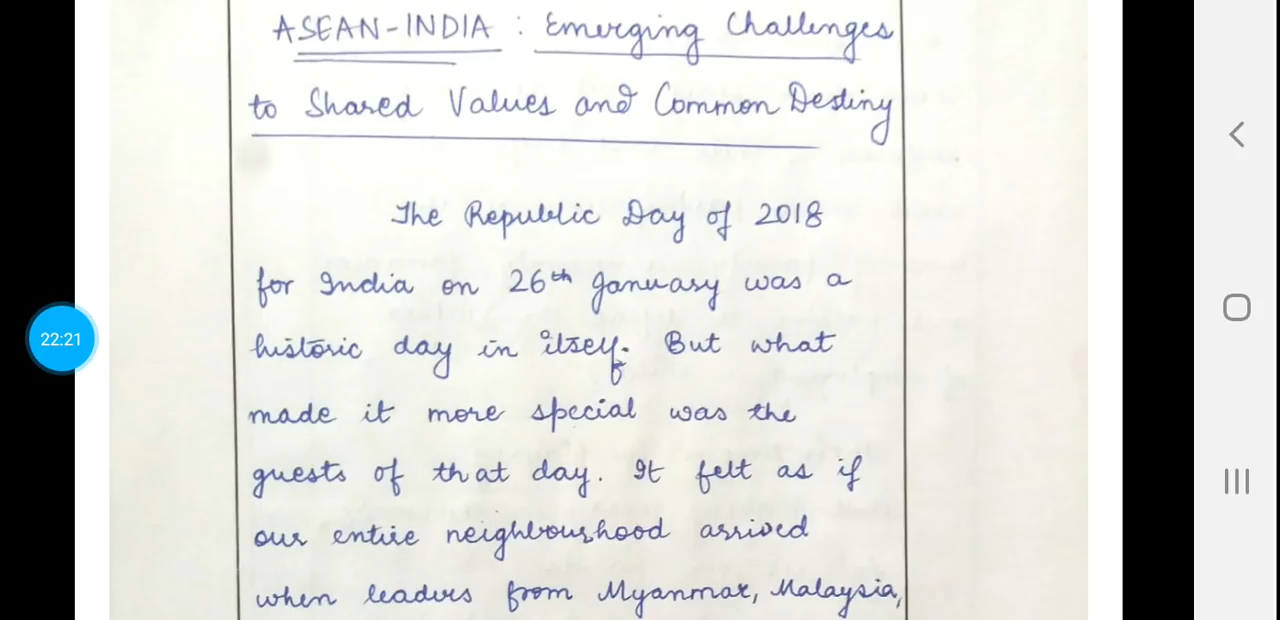 ASEAN-INDIA : Emerging Challenges
to Shared Values and Common Destiny
The Republic Day of 2018
for India on 26th January was a
historic day in itself. But what
made it more special was the
guests of that day. It felt as if
our entire neighbourhood arrived
when leaders from Myanmar, Malaysia,
22:21